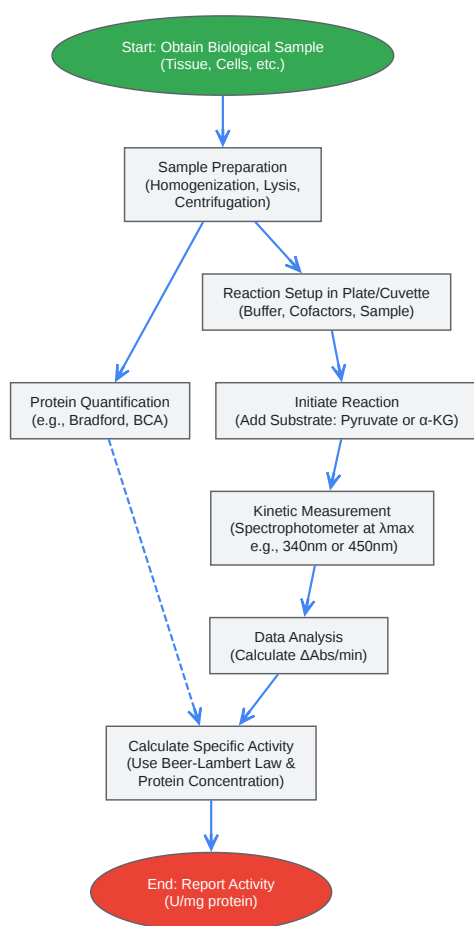 Start: Obtain Biological Sample
(Tissue, Cells, etc.)
Sample Preparation
(Homogenization, Lysis,
Centrifugation)
Reaction Setup in Plate/Cuvette
(Buffer, Cofactors, Sample)
Protein Quantification
(e.g., Bradford, BCA)
Initiate Reaction
(Add Substrate: Pyruvate or α-KG)
Kinetic Measurement
(Spectrophotometer at λmax
e.g., 340nm or 450nm)
Data Analysis
(Calculate ΔAbs/min)
Calculate Specific Activity
(Use Beer-Lambert Law &
Protein Concentration)
End: Report Activity
(U/mg protein)